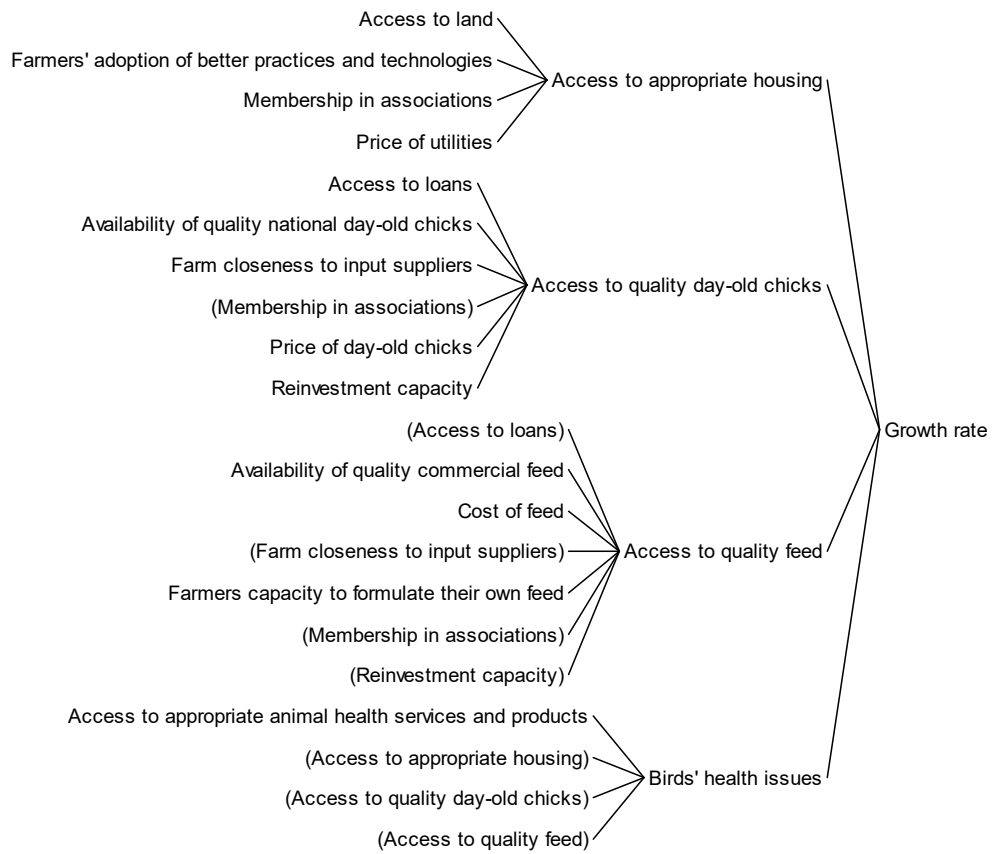 Access to land
Farmers' adoption of better practices and technologies
Membership in associations
Price of utilities
Access to appropriate housing
Access to loans
Availability of quality national day-old chicks
Farm closeness to input suppliers
(Membership in associations)
Price of day-old chicks
Reinvestment capacity
Access to quality day-old chicks
(Access to loans)
Availability of quality commercial feed
Cost of feed
(Farm closeness to input suppliers)
Farmers capacity to formulate their own feed
(Membership in associations)
(Reinvestment capacity)
Access to quality feed
Access to appropriate animal health services and products
(Access to appropriate housing)
(Access to quality day-old chicks)
(Access to quality feed)
Birds' health issues
Growth rate